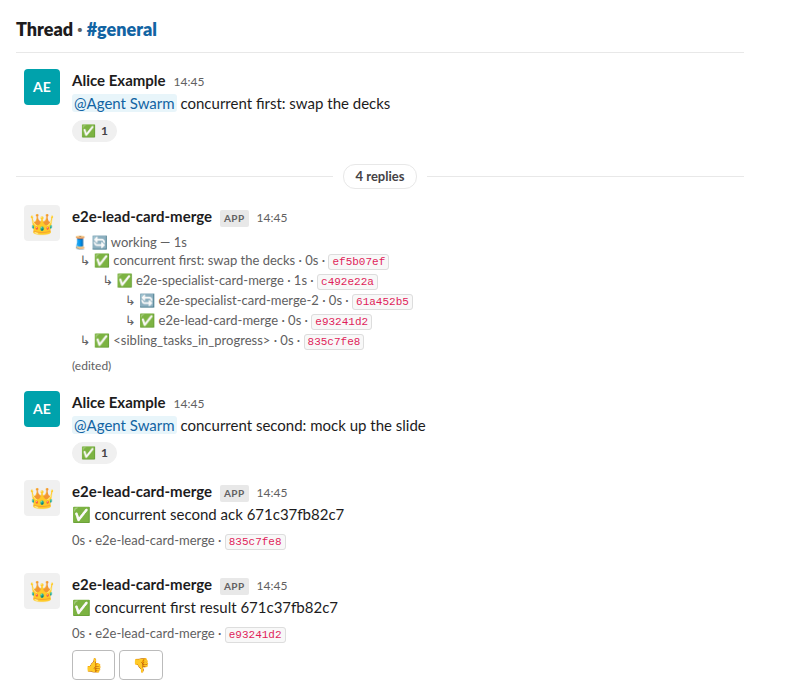 Thread • #general
AE
Alice Example 14:45
@Agent Swarm concurrent first: swap the decks
✅ 1
4 replies
e2e-lead-card-merge APP 14:45
🧵 🔄 working — 1s
↳ ✅ concurrent first: swap the decks · 0s · ef5b07ef
↳ ✅ e2e-specialist-card-merge · 1s · c492e22a
↳ 🔄 e2e-specialist-card-merge-2 · 0s · 61a452b5
↳ ✅ e2e-lead-card-merge · 0s · e93241d2
↳ ✅ <sibling_tasks_in_progress> · 0s · 835c7fe8
(edited)
AE
Alice Example 14:45
@Agent Swarm concurrent second: mock up the slide
✅ 1
e2e-lead-card-merge APP 14:45
✅ concurrent second ack 671c37fb82c7
0s · e2e-lead-card-merge · 835c7fe8
e2e-lead-card-merge APP 14:45
✅ concurrent first result 671c37fb82c7
0s · e2e-lead-card-merge · e93241d2